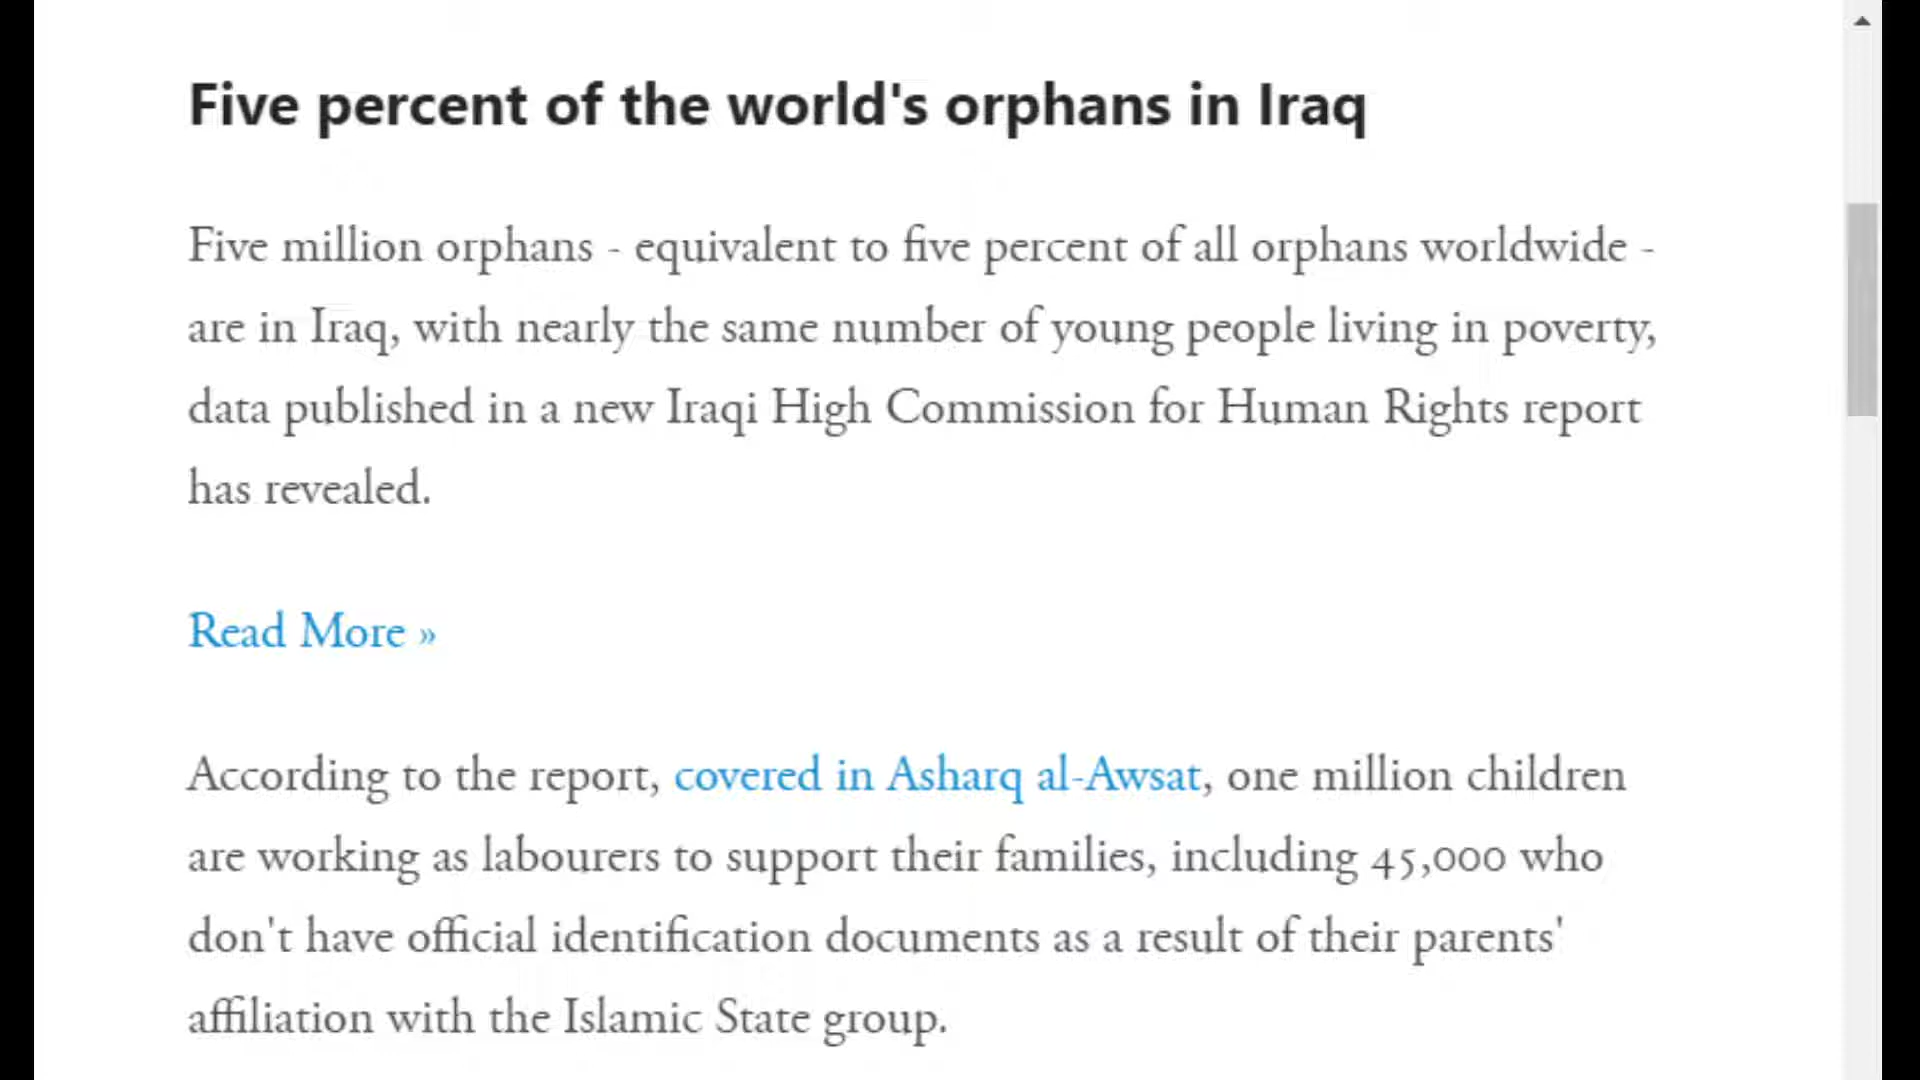 Five percent of the world's orphans in Iraq
Five million orphans - equivalent to five percent of all orphans worldwide -
are in Iraq, with nearly the same number of young people living in poverty,
data published in a new Iraqi High Commission for Human Rights report
has revealed.
Read More »
According to the report, covered in Asharq al-Awsat, one million children
are working as labourers to support their families, including 45,000 who
don't have official identification documents as a result of their parents'
affiliation with the Islamic State group.